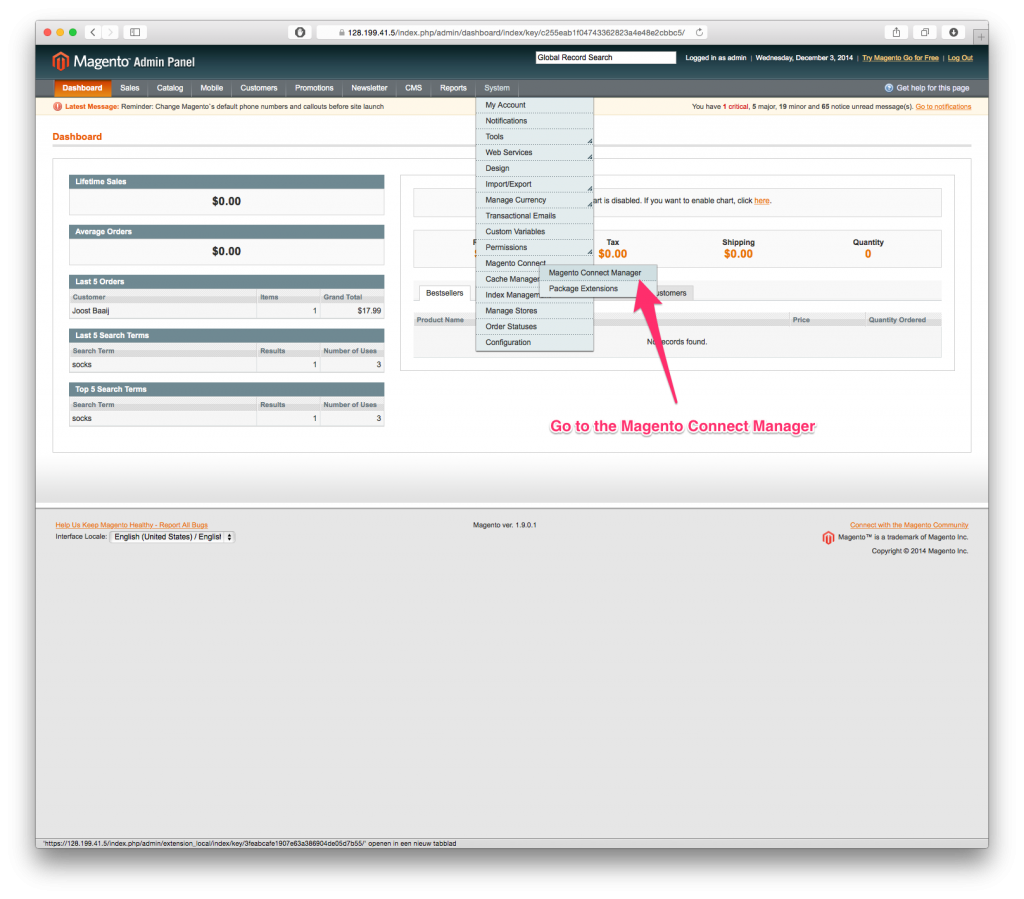 128.199.41.5/index.php/admin/dashboard/index/key/c255eab1f04743362823a4e48e2cbbc5/
Magento Admin Panel
Global Record Search
Logged in as admin | Wednesday, December 3, 2014 | Try Magento Go for Free | Log Out
Dashboard Sales Catalog Mobile Customers Promotions Newsletter CMS Reports System
Get help for this page
Latest Message: Reminder: Change Magento`s default phone numbers and callouts before site launch
You have 1 critical, 5 major, 19 minor and 65 notice unread message(s). Go to notifications
My Account
Notifications
Tools
Web Services
Design
Import/Export
Manage Currency
Transactional Emails
Custom Variables
Permissions
Magento Connect
Cache Manager
Index Managem
Manage Stores
Order Statuses
Configuration
Magento Connect Manager
Package Extensions
Dashboard
Lifetime Sales
$0.00
Average Orders
$0.00
Last 5 Orders
Customer Items Grand Total
Joost Baaij 1 $17.99
Last 5 Search Terms
Search Term Results Number of Uses
socks 1 3
Top 5 Search Terms
Search Term Results Number of Uses
socks 1 3
art is disabled. If you want to enable chart, click here.
Tax Shipping Quantity
$0.00 $0.00 0
Bestsellers
ustomers
Product Name Price Quantity Ordered
No records found.
Go to the Magento Connect Manager
Help Us Keep Magento Healthy - Report All Bugs
Interface Locale: English (United States) / Englisl
Magento ver. 1.9.0.1
Connect with the Magento Community
Magento™ is a trademark of Magento Inc.
Copyright © 2014 Magento Inc.
"https://128.199.41.5/index.php/admin/extension_local/index/key/3feabcafe1907e63a386904de05d7b55/" openen in een nieuw tabblad